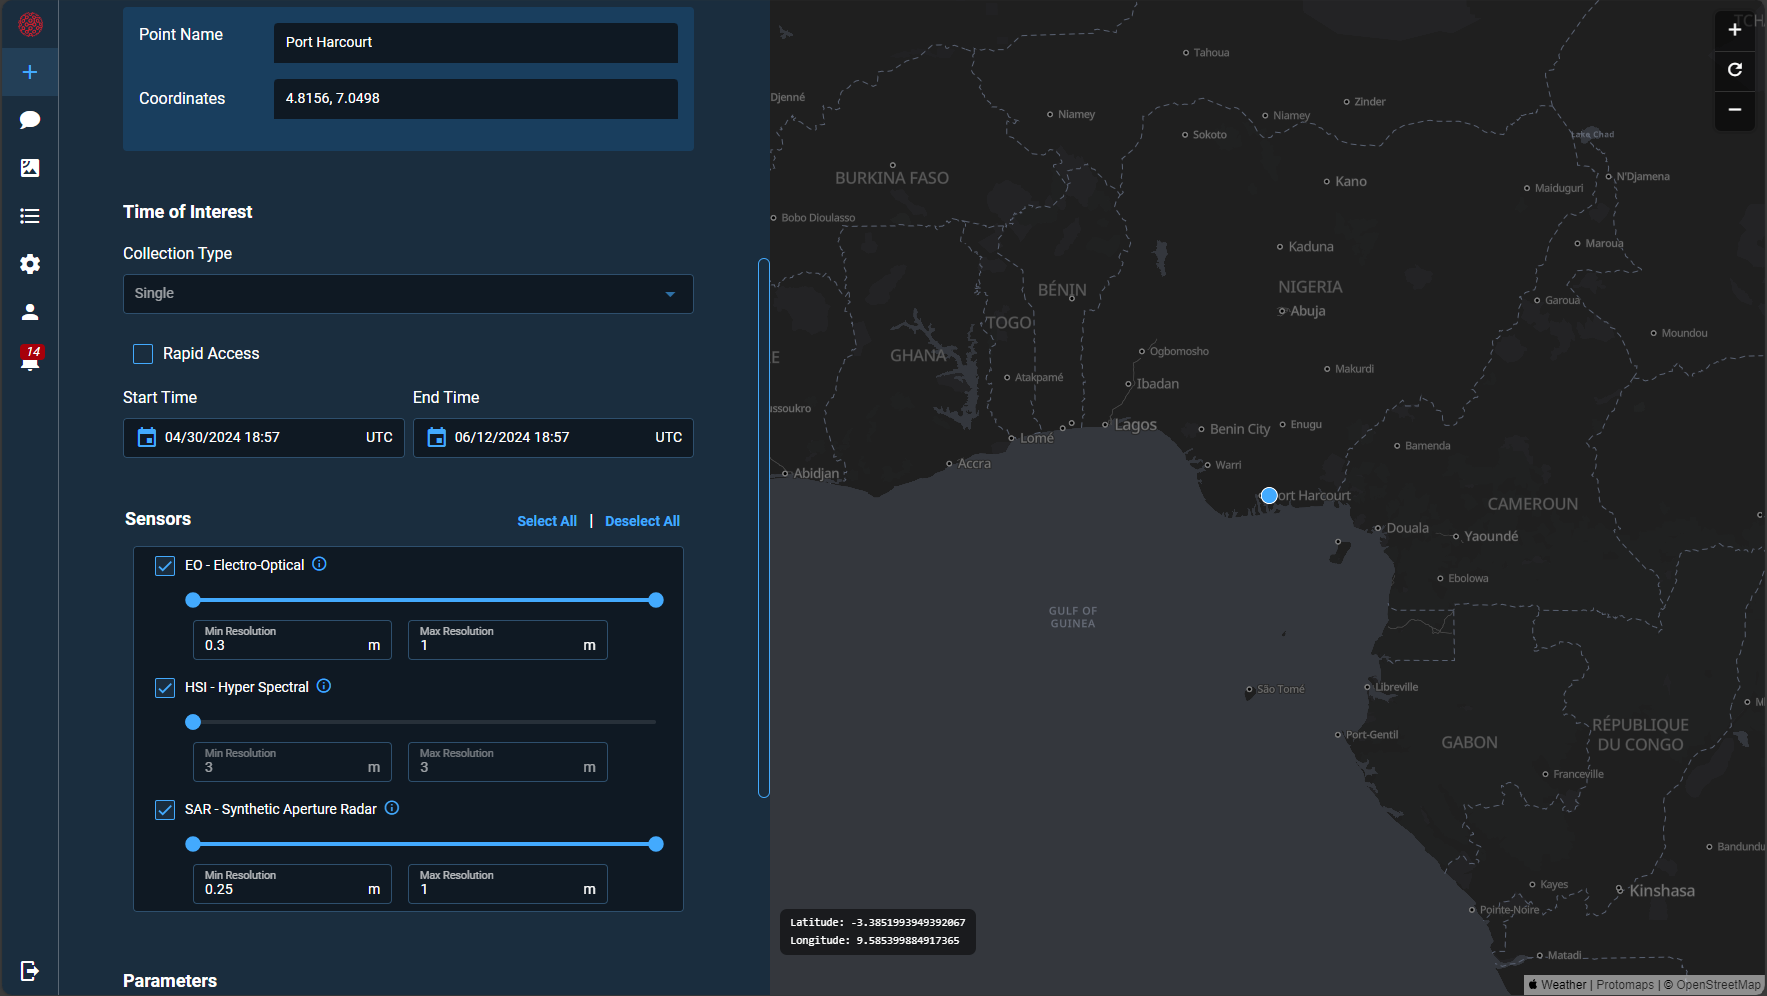 14
Point Name
Port Harcourt
Coordinates
4.8156, 7.0498
Time of Interest
Collection Type
Single
Rapid Access
Start Time
End Time
04/30/2024 18:57 UTC
06/12/2024 18:57 UTC
Sensors
Select All | Deselect All
EO - Electro-Optical
Min Resolution
0.3 m
Max Resolution
1 m
HSI - Hyper Spectral
Min Resolution
3 m
Max Resolution
3 m
SAR - Synthetic Aperture Radar
Min Resolution
0.25 m
Max Resolution
1 m
Parameters
TCH
Tahoua
Djenné
Niamey
Niamey
Zinder
Sokoto
Lake Chad
BURKINA FASO
Kano
Maiduguri
N'Djamena
Bobo Dioulasso
Kaduna
Maroua
BÉNIN
NIGERIA
Abuja
Garoua
TOGO
Moundou
E
GHANA
Ogbomosho
Makurdi
Atakpamé
Ibadan
ussoukro
Lagos
Benin City
Enugu
Lomé
Bamenda
Abidjan
Accra
Warri
ort Harcourt
CAMEROUN
Douala
Yaoundé
Ebolowa
GULF OF
GUINEA
São Tomé
Libreville
M
RÉPUBLIQUE
DU CONGO
Port-Gentil
GABON
Franceville
Bandundu
Kayes
Kinshasa
Pointe-Noire
Matadi
Latitude: -3.3851993949392067
Longitude: 9.585399884917365
Weather | Protomaps | © OpenStreetMap